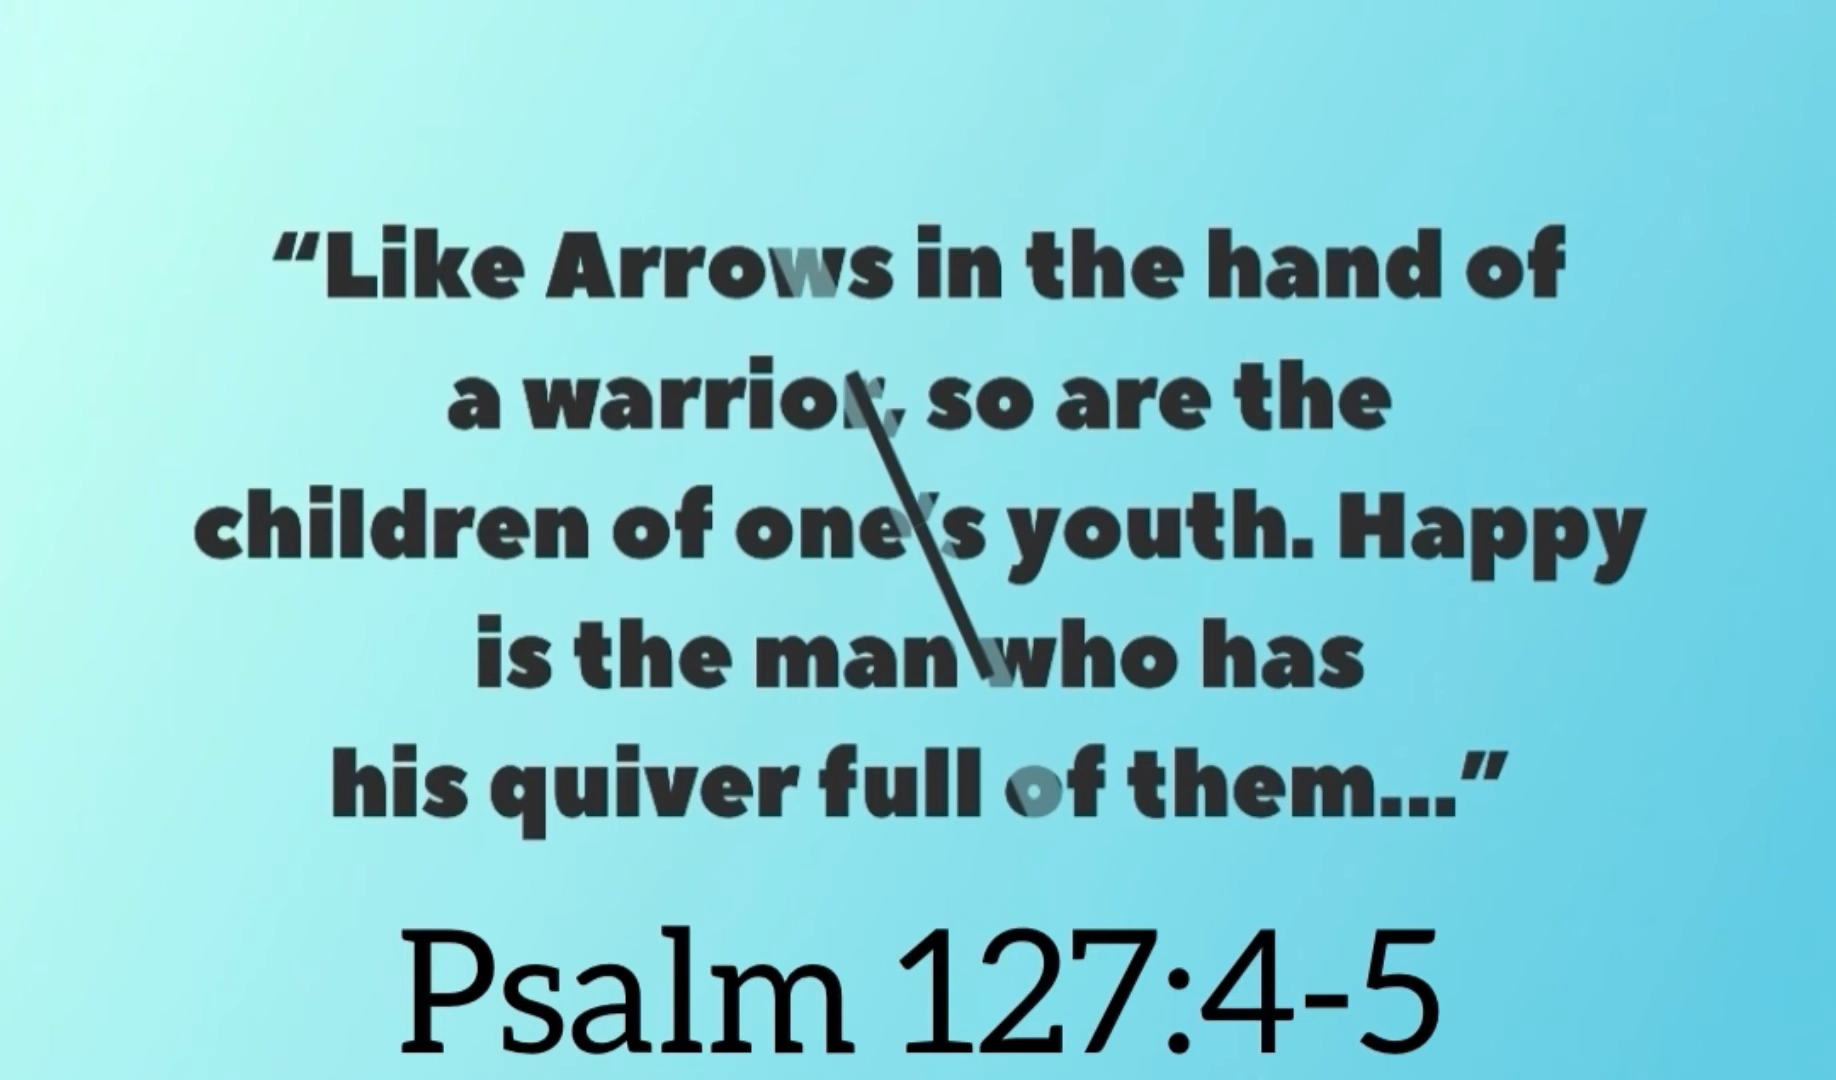 “Like Arrows in the hand of
a warrior, so are the
children of one’s youth. Happy
is the man who has
his quiver full of them...”
Psalm 127:4-5